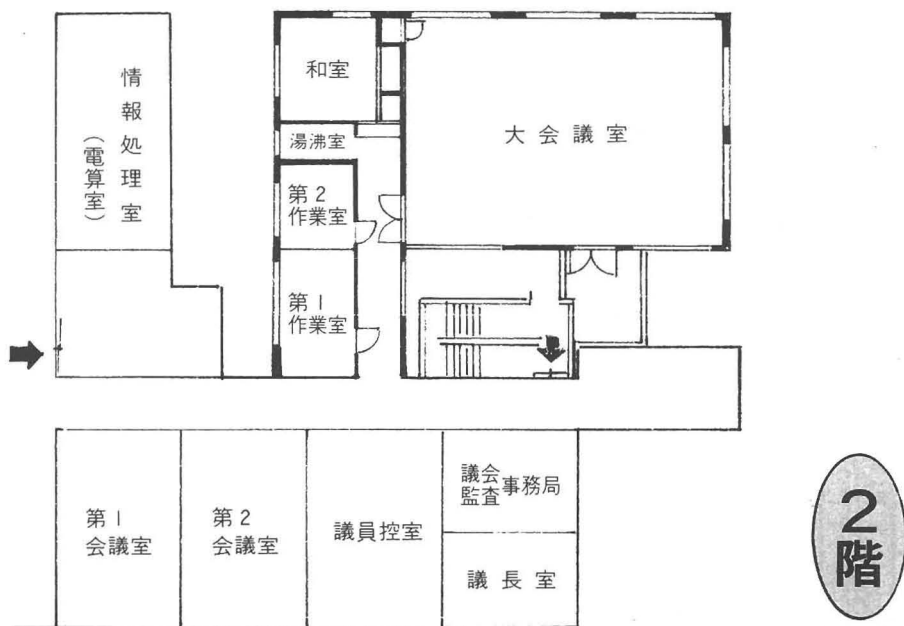 情報処理室
（電算室）
和室
湯沸室
第2
作業室
第1
作業室
大会議室
第1
会議室
第2
会議室
議員控室
議会
監査
事務局
議長室
2階